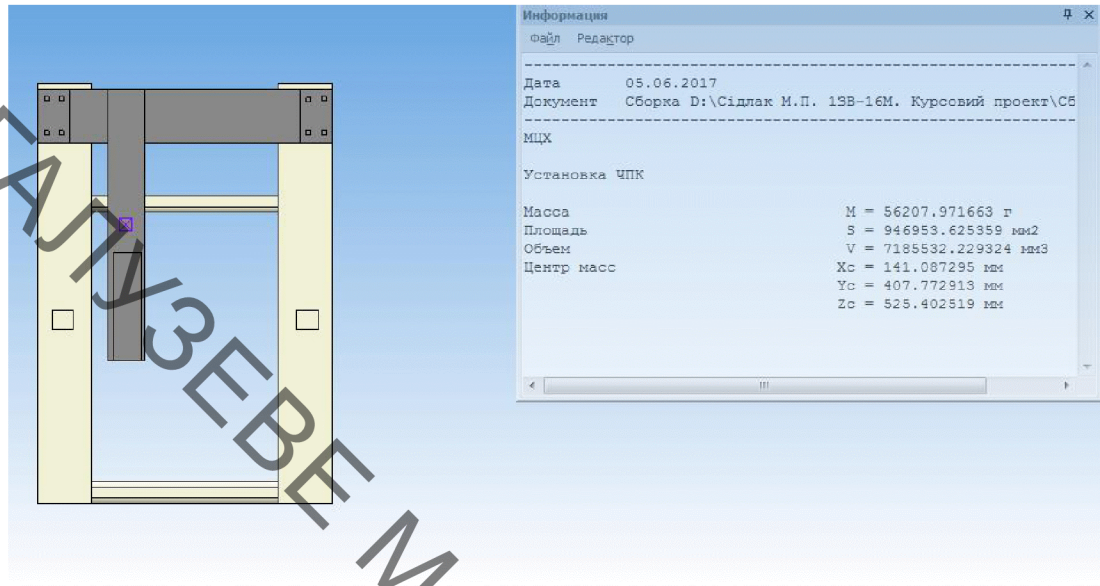 Информация
Файл Редактор
Дата 05.06.2017
Документ Сборка D:\Сідлак М.П. 1ЗВ-16М. Курсовий проект\Сб
МЦХ
Установка ЧПК
Масса M = 56207.971663 г
Площадь S = 946953.625359 мм2
Объем V = 7185532.229324 мм3
Центр масс Xc = 141.087295 мм
Yc = 407.772913 мм
Zc = 525.402519 мм
ГАЛУЗЕВЕ М